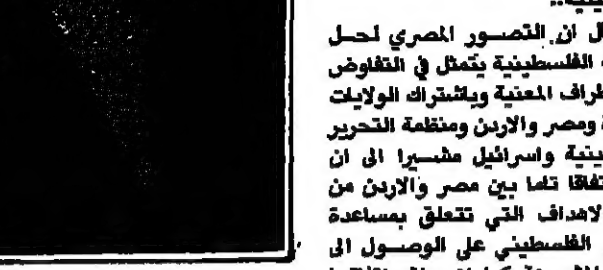 ال ان التصور المصري لحل
الفلسطينية يتمثل في التفاوض
طراف المعنية وباشتراك الولايات
ة ومصر والاردن ومنظمة التحرير
ينية واسرائيل مشيرا الى ان
تفاقا تاما بين مصر والاردن من
لاهداف التي تتعلق بمساعدة
الفلسطيني على الوصول الى